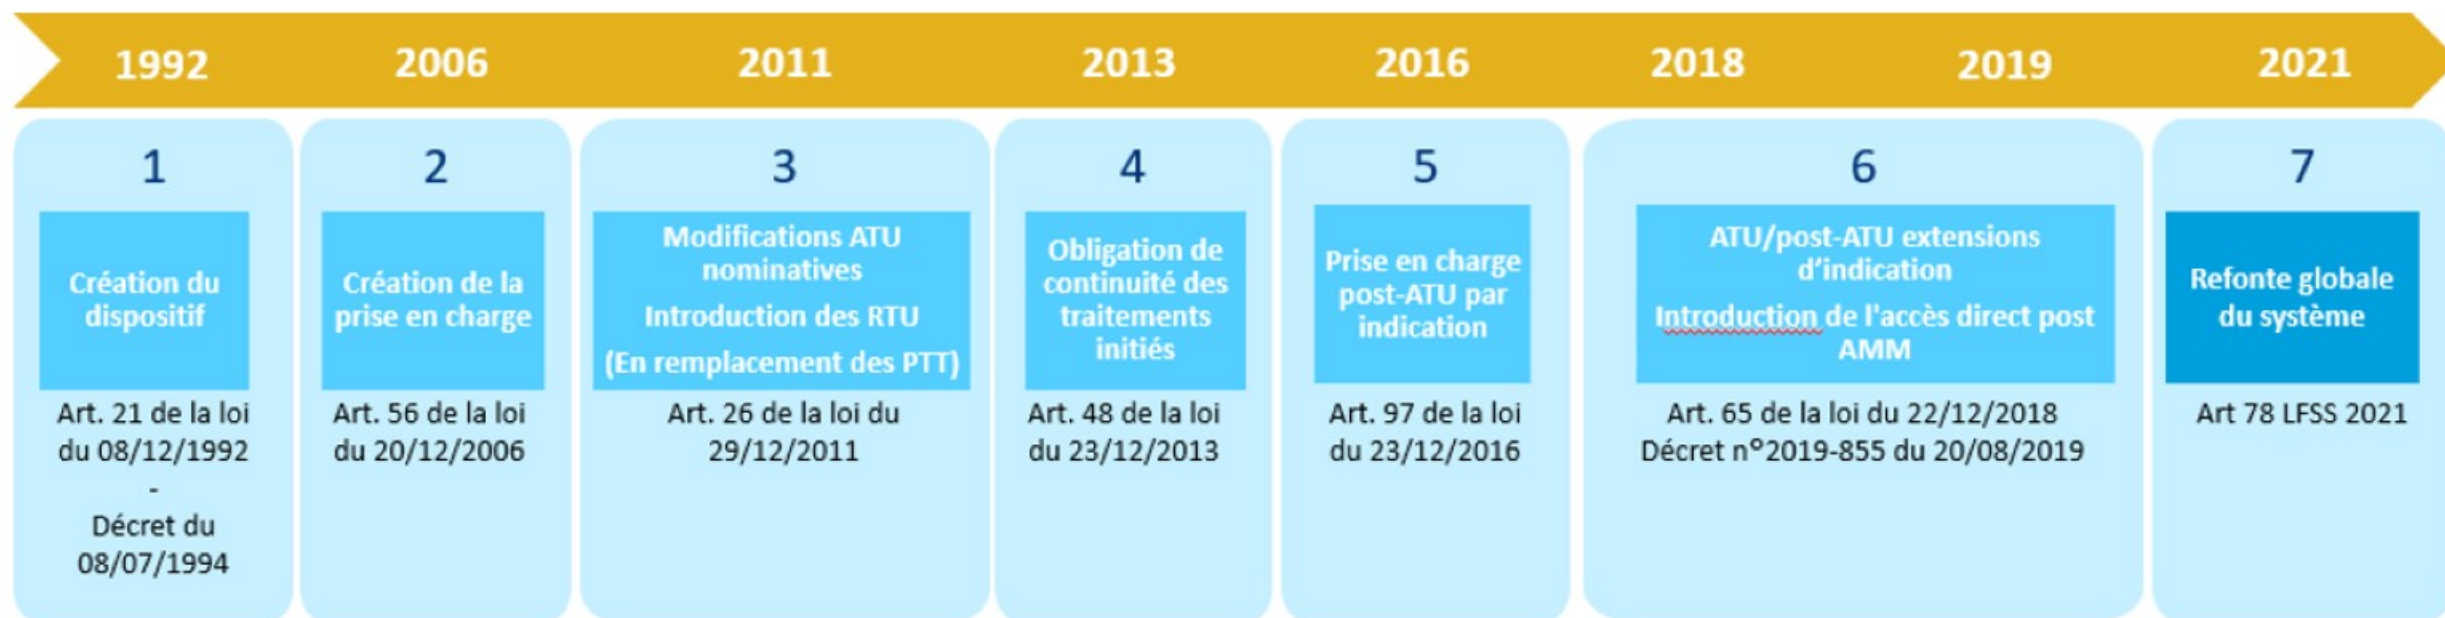 1992
2006
2011
2013
2016
2018
2019
2021
1
Création du
dispositif
Art. 21 de la loi
du 08/12/1992
-
Décret du
08/07/1994
2
Création de la
prise en charge
Art. 56 de la loi
du 20/12/2006
3
Modifications ATU
nominatives
Introduction des RTU
(En remplacement des PTT)
Art. 26 de la loi du
29/12/2011
4
Obligation de
continuité des
traitements
initiés
Art. 48 de la loi
du 23/12/2013
5
Prise en charge
post-ATU par
indication
Art. 97 de la loi
du 23/12/2016
6
ATU/post-ATU extensions
d’indication
Introduction de l'accès direct post
AMM
Art. 65 de la loi du 22/12/2018
Décret n°2019-855 du 20/08/2019
7
Refonte globale
du système
Art 78 LFSS 2021